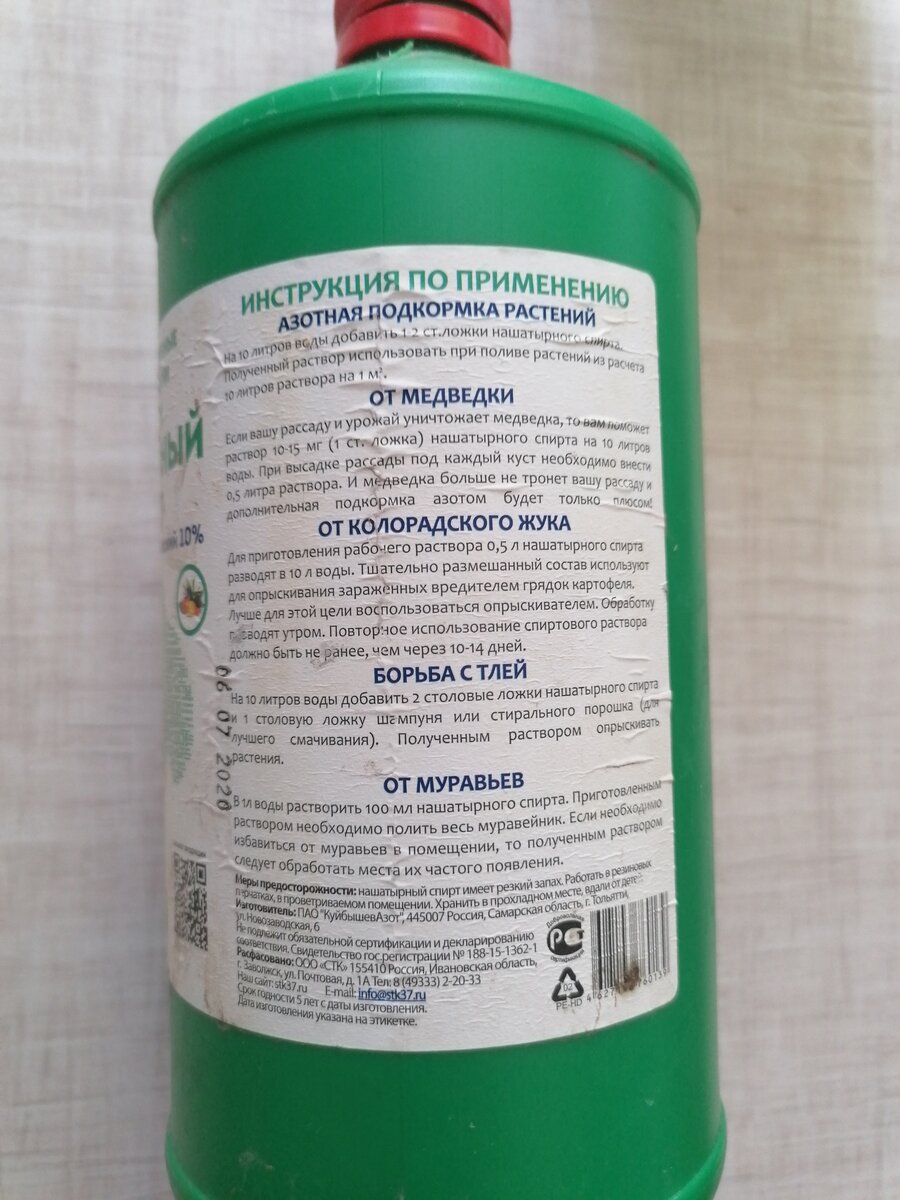 ИНСТРУКЦИЯ ПО ПРИМЕНЕНИЮ
АЗОТНАЯ ПОДКОРМКА РАСТЕНИЙ
На 10 литров воды добавить 1 2 ст.ложки нашатырного спирта.
Полученный раствор использовать при поливе растений из расчета
10 литров раствора на 1 м².
ОТ МЕДВЕДКИ
Если вашу рассаду и урожай уничтожает медведка, то вам поможет
раствор 10-15 мг (1 ст. ложка) нашатырного спирта на 10 литров
воды. При высадке рассады под каждый куст необходимо внести
0,5 литра раствора. И медведка больше не тронет вашу рассаду и
дополнительная подкормка азотом будет только плюсом!
ОТ КОЛОРАДСКОГО ЖУКА
Для приготовления рабочего раствора 0,5 л нашатырного спирта
разводят в 10 л воды. Тщательно размешанный состав используют
для опрыскивания зараженных вредителем грядок картофеля.
Лучше для этой цели воспользоваться опрыскивателем. Обработку
утром. Повторное использование спиртового раствора
должно быть не ранее, чем через 10-14 дней.
БОРЬБА С ТЛЕЙ
На 10 литров воды добавить 2 столовые ложки нашатырного спирта
и 1 столовую ложку шампуня или стирального порошка (для
лучшего смачивания). Полученным раствором опрыскивать
растения.
ОТ МУРАВЬЕВ
В 1л воды растворить 100 мл нашатырного спирта. Приготовленным
раствором необходимо полить весь муравейник. Если необходимо
избавиться от муравьев в помещении, то полученным раствором
следует обработать места их частого появления.
Меры предосторожности: нашатырный спирт имеет резкий запах. Работать в резиновых
перчатках, в проветриваемом помещении. Хранить в прохладном месте, вдали от детей.
Изготовитель: ПАО "КуйбышевАзот", 445007 Россия, Самарская область, г. Тольятти,
ул. Новозаводская, 6
Не подлежит обязательной сертификации и декларированию
соответствия. Свидетельство гос.регистрации № 188-15-1362-1
Расфасовано: ООО «СТК» 155410 Россия, Ивановская область,
г. Заволжск, ул. Почтовая, д. 1А Тел: 8 (49333) 2-20-33
Наш сайт: stk37.ru E-mail: info@stk37.ru
Срок годности 5 лет с даты изготовления.
Дата изготовления указана на этикетке.
Добровольная
РСТ
сертификация
02
PE-HD
ЫЙ
10%
06 07 2020